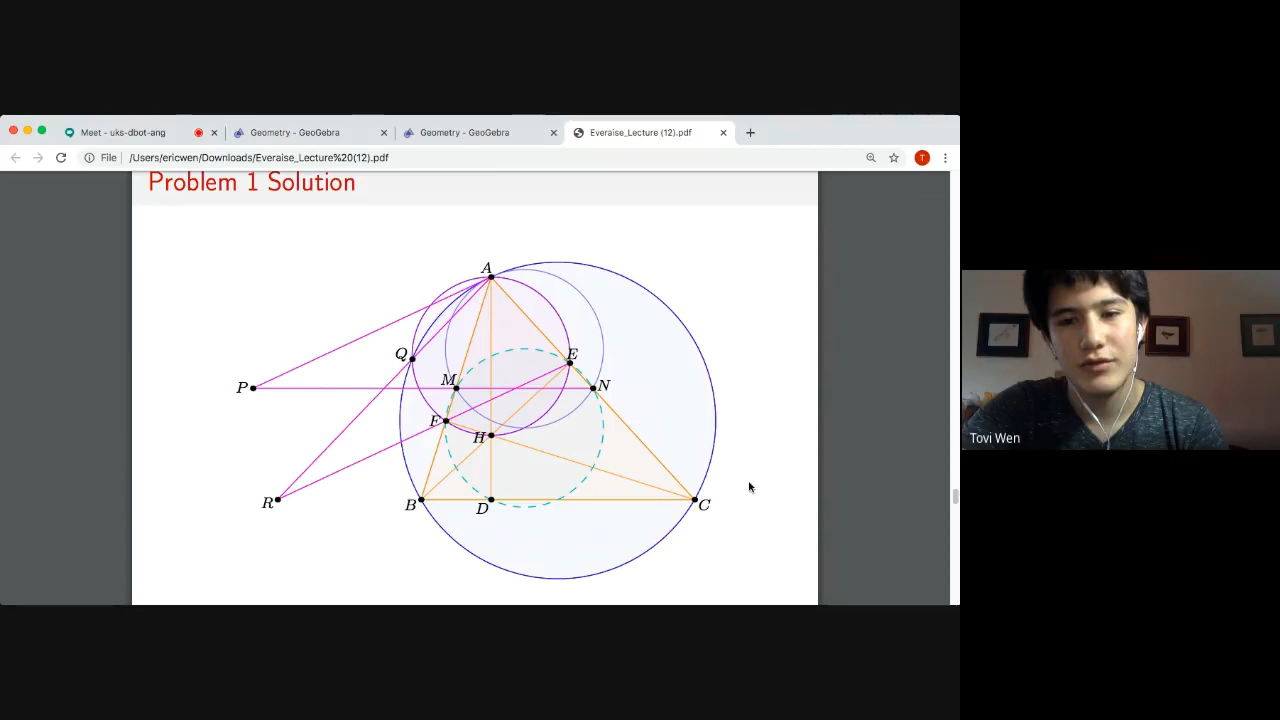 Meet - uks-dbot-ang
Geometry - GeoGebra
Geometry - GeoGebra
Everaise_Lecture (12).pdf
File
/Users/ericwen/Downloads/Everaise_Lecture%20(12).pdf
T
Problem 1 Solution
A
Q
E
P
M
N
F
H
R
B
D
C
Tovi Wen